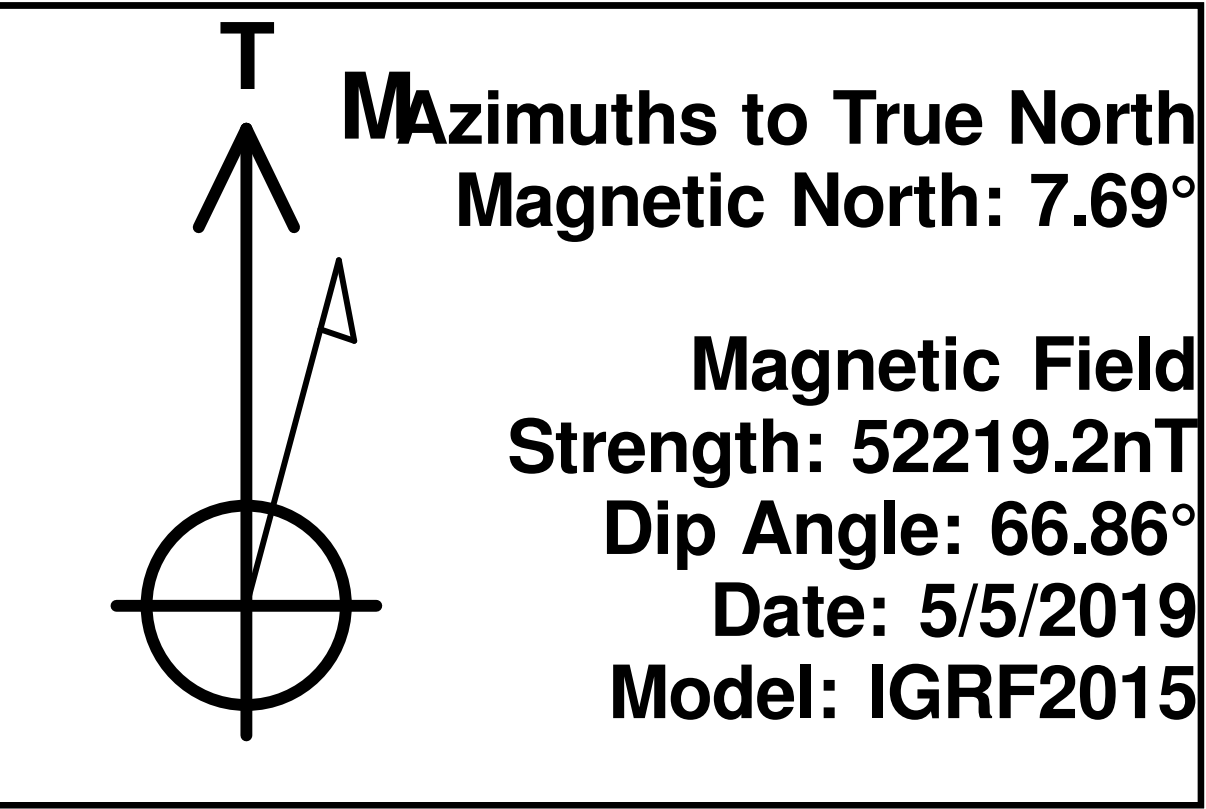 T
M
Azimuths to True North
Magnetic North: 7.69°
Magnetic Field
Strength: 52219.2nT
Dip Angle: 66.86°
Date: 5/5/2019
Model: IGRF2015